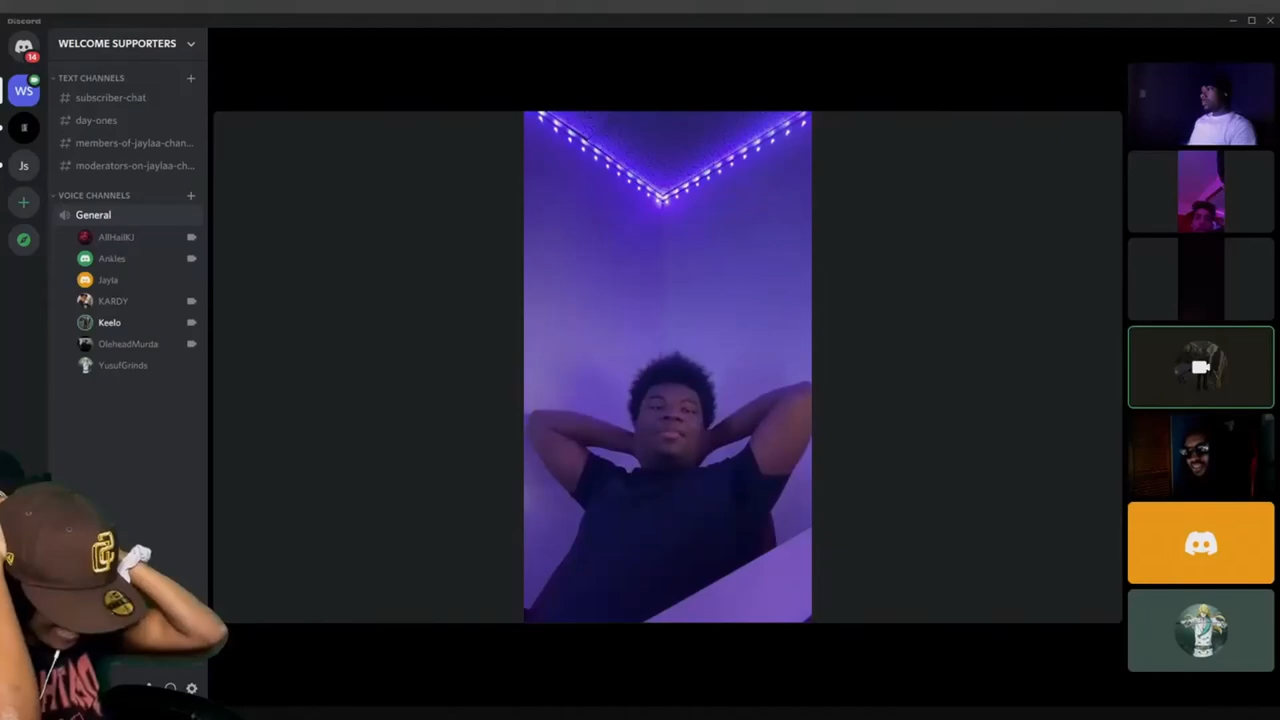 Discord
14
WELCOME SUPPORTERS
TEXT CHANNELS
subscriber-chat
WS
day-ones
members-of-jaylaa-chan...
Js
moderators-on-jaylaa-ch...
VOICE CHANNELS
General
AllHailKJ
Ankles
Jayla
KARDY
Keelo
OleheadMurda
YusufGrinds